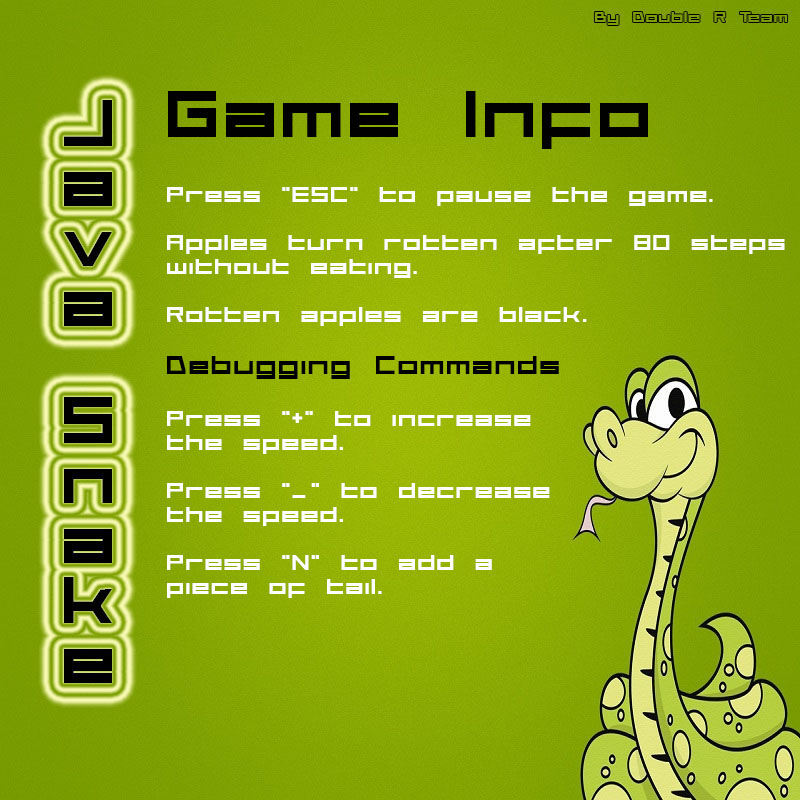 By Double R Team
Java Snake
Game Info
Press "ESC" to pause the game.
Apples turn rotten after 80 steps
without eating.
Rotten apples are black.
Debugging Commands
Press "+" to increase
the speed.
Press "_" to decrease
the speed.
Press "N" to add a
piece of tail.